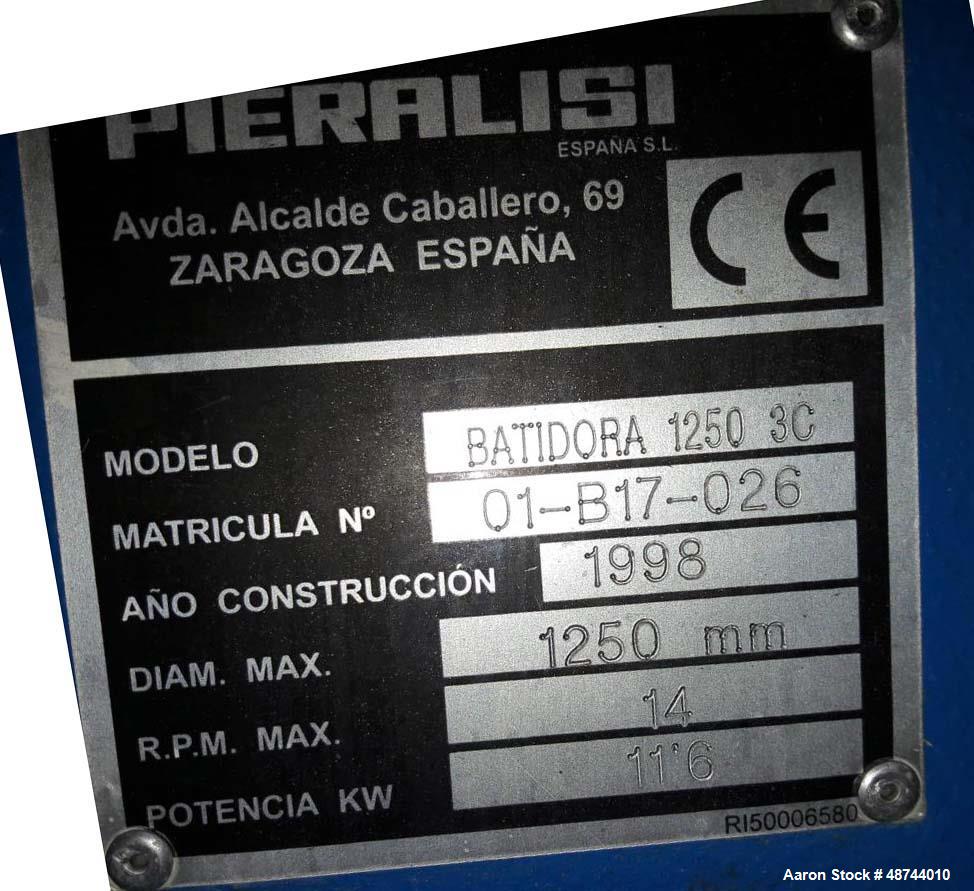 PIERALISI
ESPAÑA S.L.
Avda. Alcalde Caballero, 69
ZARAGOZA ESPAÑA
CE
MODELO BATIDORA 1250 3C
MATRICULA Nº 01-B17-026
AÑO CONSTRUCCIÓN 1998
DIAM. MAX. 1250 mm
R.P.M. MAX. 14
POTENCIA KW 11'6
RI50006580
Aaron Stock # 48744010